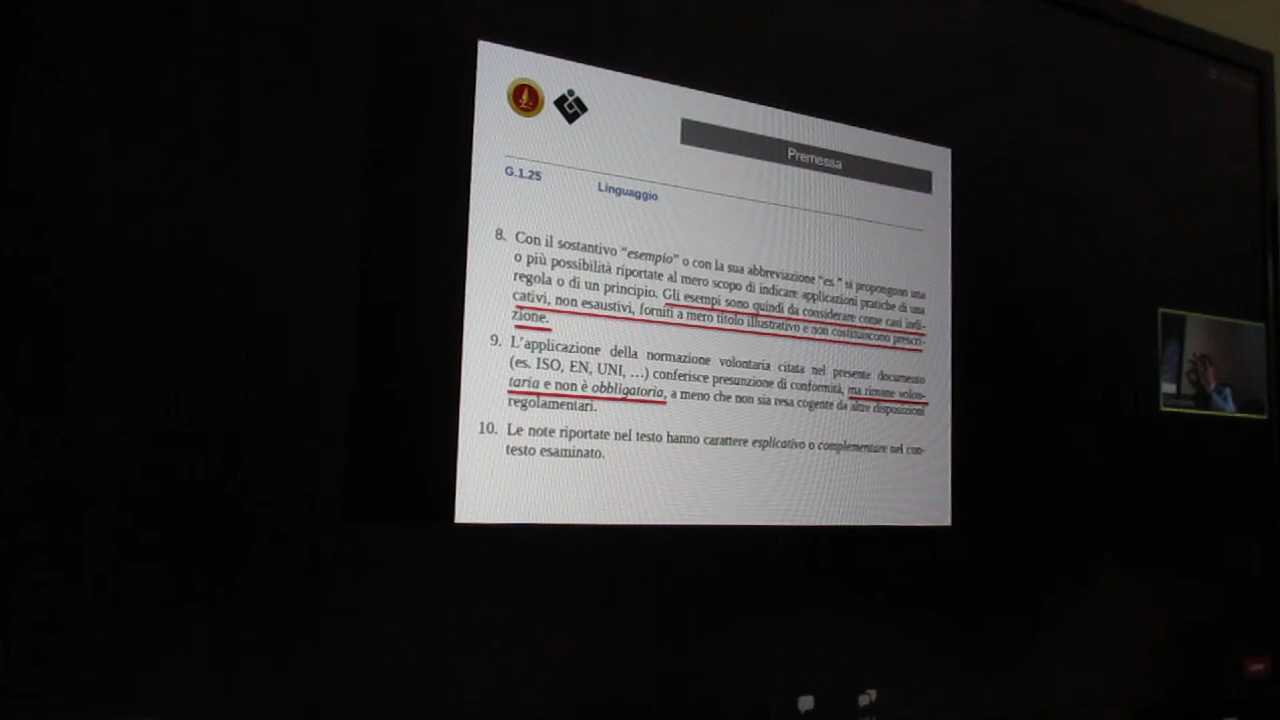 Premessa
G.1.25 Linguaggio
8. Con il sostantivo “esempio” o con la sua abbreviazione “es.” si propongono una
o più possibilità riportate al mero scopo di indicare applicazioni pratiche di una
regola o di un principio. Gli esempi sono quindi da considerare come casi indi-
cativi, non esaustivi, forniti a mero titolo illustrativo e non costituiscono prescri-
zione.
9. L’applicazione della normazione volontaria citata nel presente documento
(es. ISO, EN, UNI, ...) conferisce presunzione di conformità, ma rimane volon-
taria e non è obbligatoria, a meno che non sia resa cogente da altre disposizioni
regolamentari.
10. Le note riportate nel testo hanno carattere esplicativo o complementare nel con-
testo esaminato.